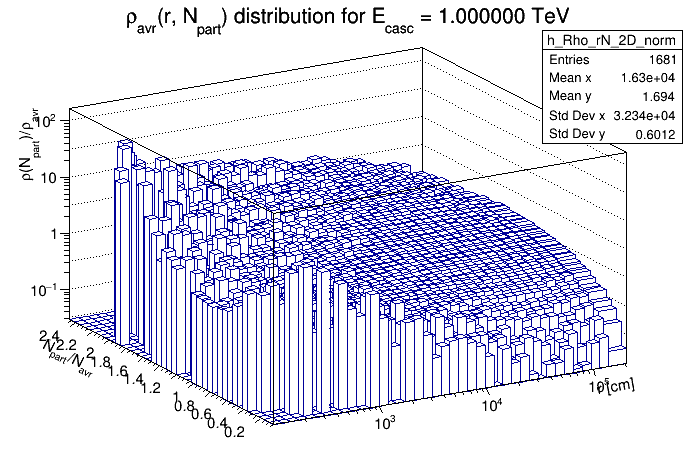 ρavr(r, Npart) distribution for Ecasc = 1.000000 TeV
h_Rho_rN_2D_norm
Entries 1681
Mean x 1.63e+04
Mean y 1.694
Std Dev x 3.234e+04
Std Dev y 0.6012
ρ(Npart)/ρavr
10²
10
1
10⁻¹
2.4 2.2 2 1.8 1.6 1.4 1.2 1 0.8 0.6 0.4 0.2
Npart/Navr
10³ 10⁴ 10⁵
[cm]